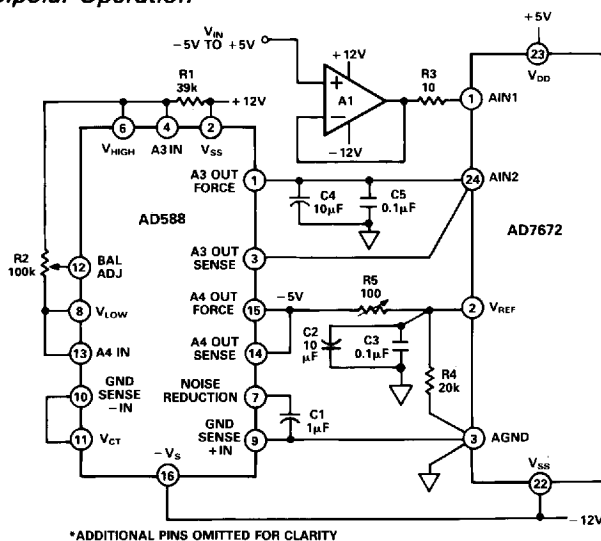 Bipolar Operation
VIN
−5V TO +5V
+12V
A1
−12V
R3
10
1
AIN1
+5V
23
VDD
R1
39k
+12V
6
4
2
VHIGH
A3 IN
VSS
A3 OUT
FORCE
1
C4
10µF
C5
0.1µF
24
AIN2
AD588
AD7672
R2
100k
12
BAL
ADJ
A3 OUT
SENSE
3
8
VLOW
A4 OUT
FORCE
15
−5V
R5
100
2
VREF
13
A4 IN
A4 OUT
SENSE
14
C2
10
µF
C3
0.1µF
R4
20k
10
GND
SENSE
−IN
NOISE
REDUCTION
7
C1
1µF
11
VCT
GND
SENSE
+IN
9
3
AGND
−VS
16
VSS
22
−12V
*ADDITIONAL PINS OMITTED FOR CLARITY